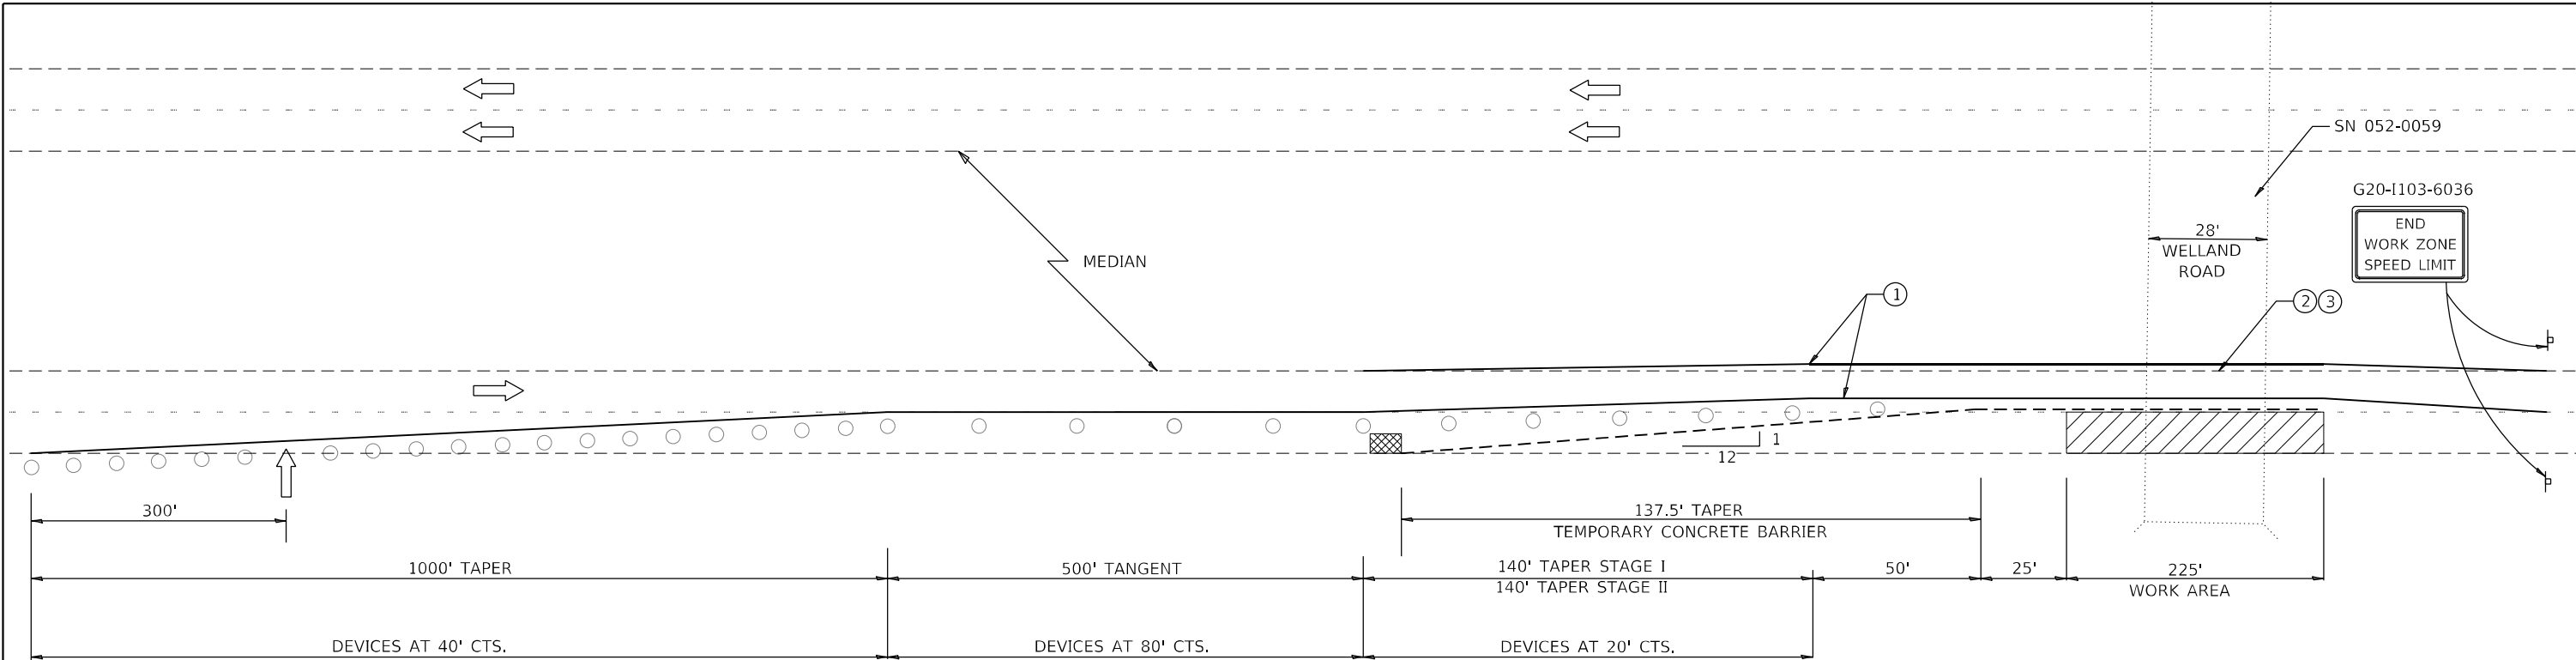 SN 052-0059
G20-I103-6036
END
WORK ZONE
SPEED LIMIT
28'
WELLAND
ROAD
MEDIAN
1
2 3
1
12
300'
137.5' TAPER
TEMPORARY CONCRETE BARRIER
1000' TAPER
500' TANGENT
140' TAPER STAGE I
140' TAPER STAGE II
50'
25'
225'
WORK AREA
DEVICES AT 40' CTS.
DEVICES AT 80' CTS.
DEVICES AT 20' CTS.